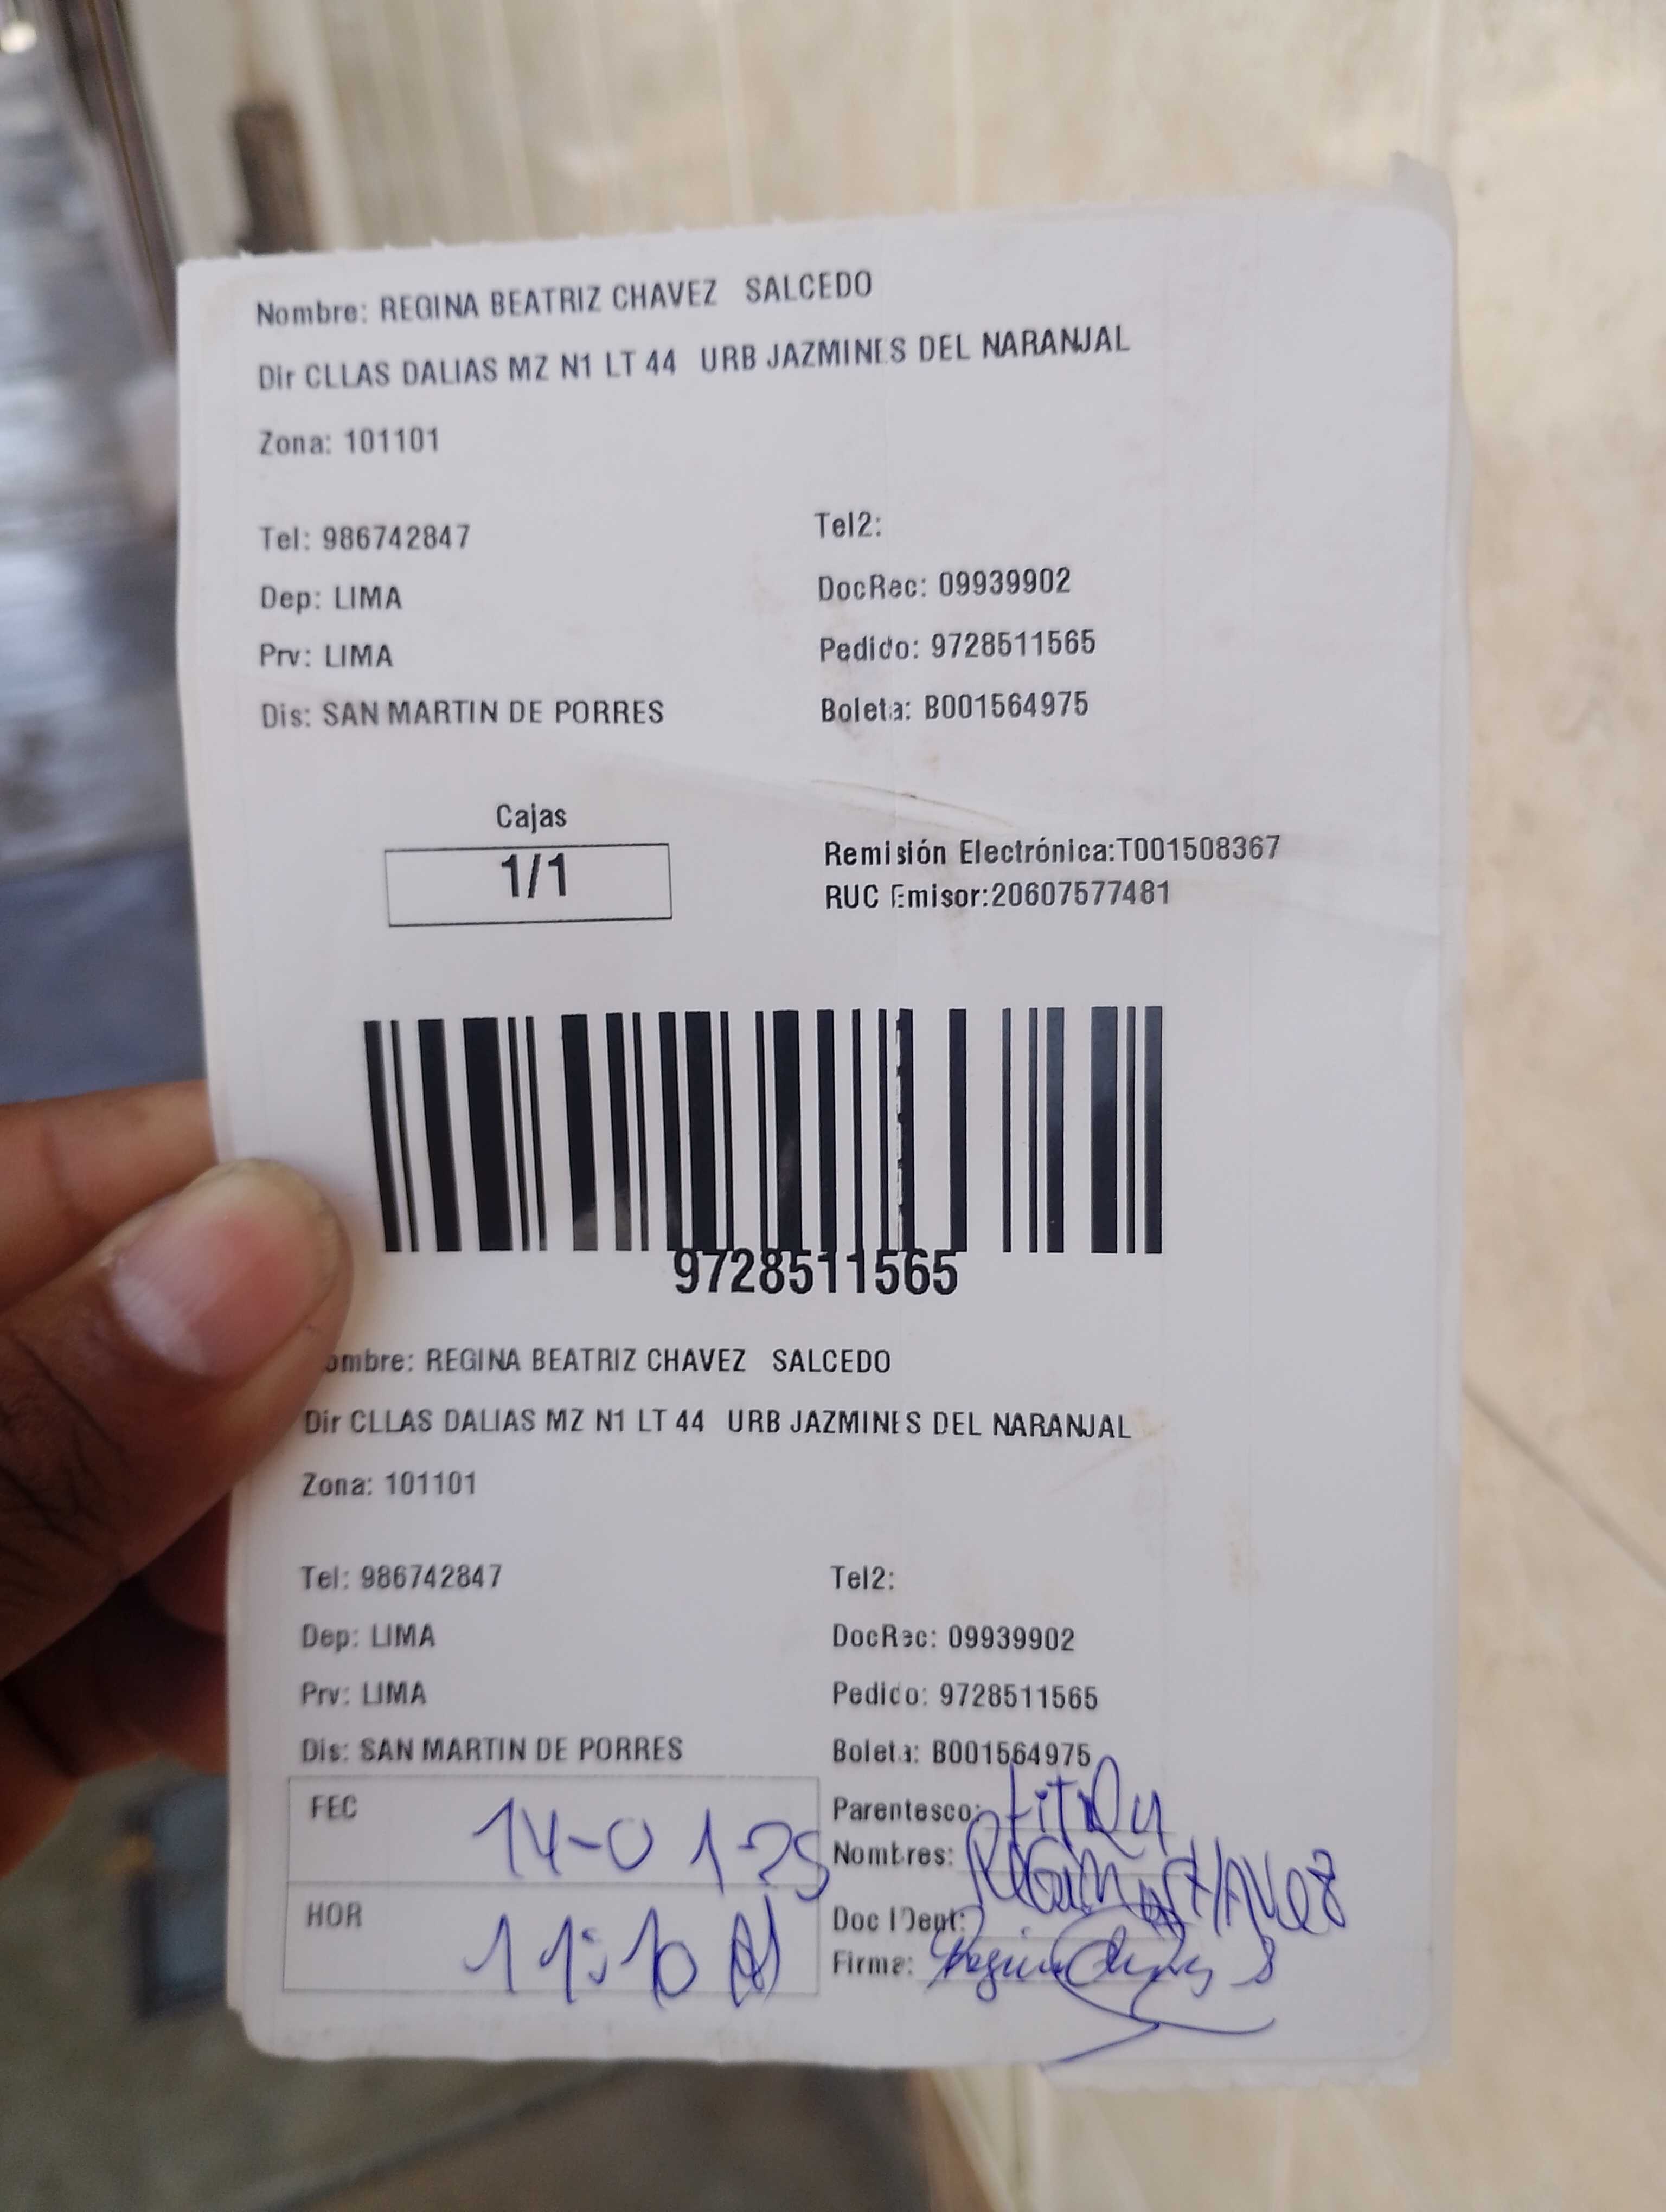 Nombre: REGINA BEATRIZ CHAVEZ SALCEDO
Dir CLLAS DALIAS MZ N1 LT 44 URB JAZMINES DEL NARANJAL
Zona: 101101
Tel: 986742847 Tel2:
Dep: LIMA DocRec: 09939902
Prv: LIMA Pedido: 9728511565
Dis: SAN MARTIN DE PORRES Boleta: B001564975
Cajas
1/1
Remisión Electrónica:T001508367
RUC Emisor:20607577481
9728511565
ombre: REGINA BEATRIZ CHAVEZ SALCEDO
Dir CLLAS DALIAS MZ N1 LT 44 URB JAZMINES DEL NARANJAL
Zona: 101101
Tel: 986742847 Tel2:
Dep: LIMA DocRec: 09939902
Prv: LIMA Pedido: 9728511565
Dis: SAN MARTIN DE PORRES Boleta: B001564975
FEC 14-01-25 Parentesco:
Nombres: Regina CHAVEZ
HOR 11:10 Doc IDent:
Firma: